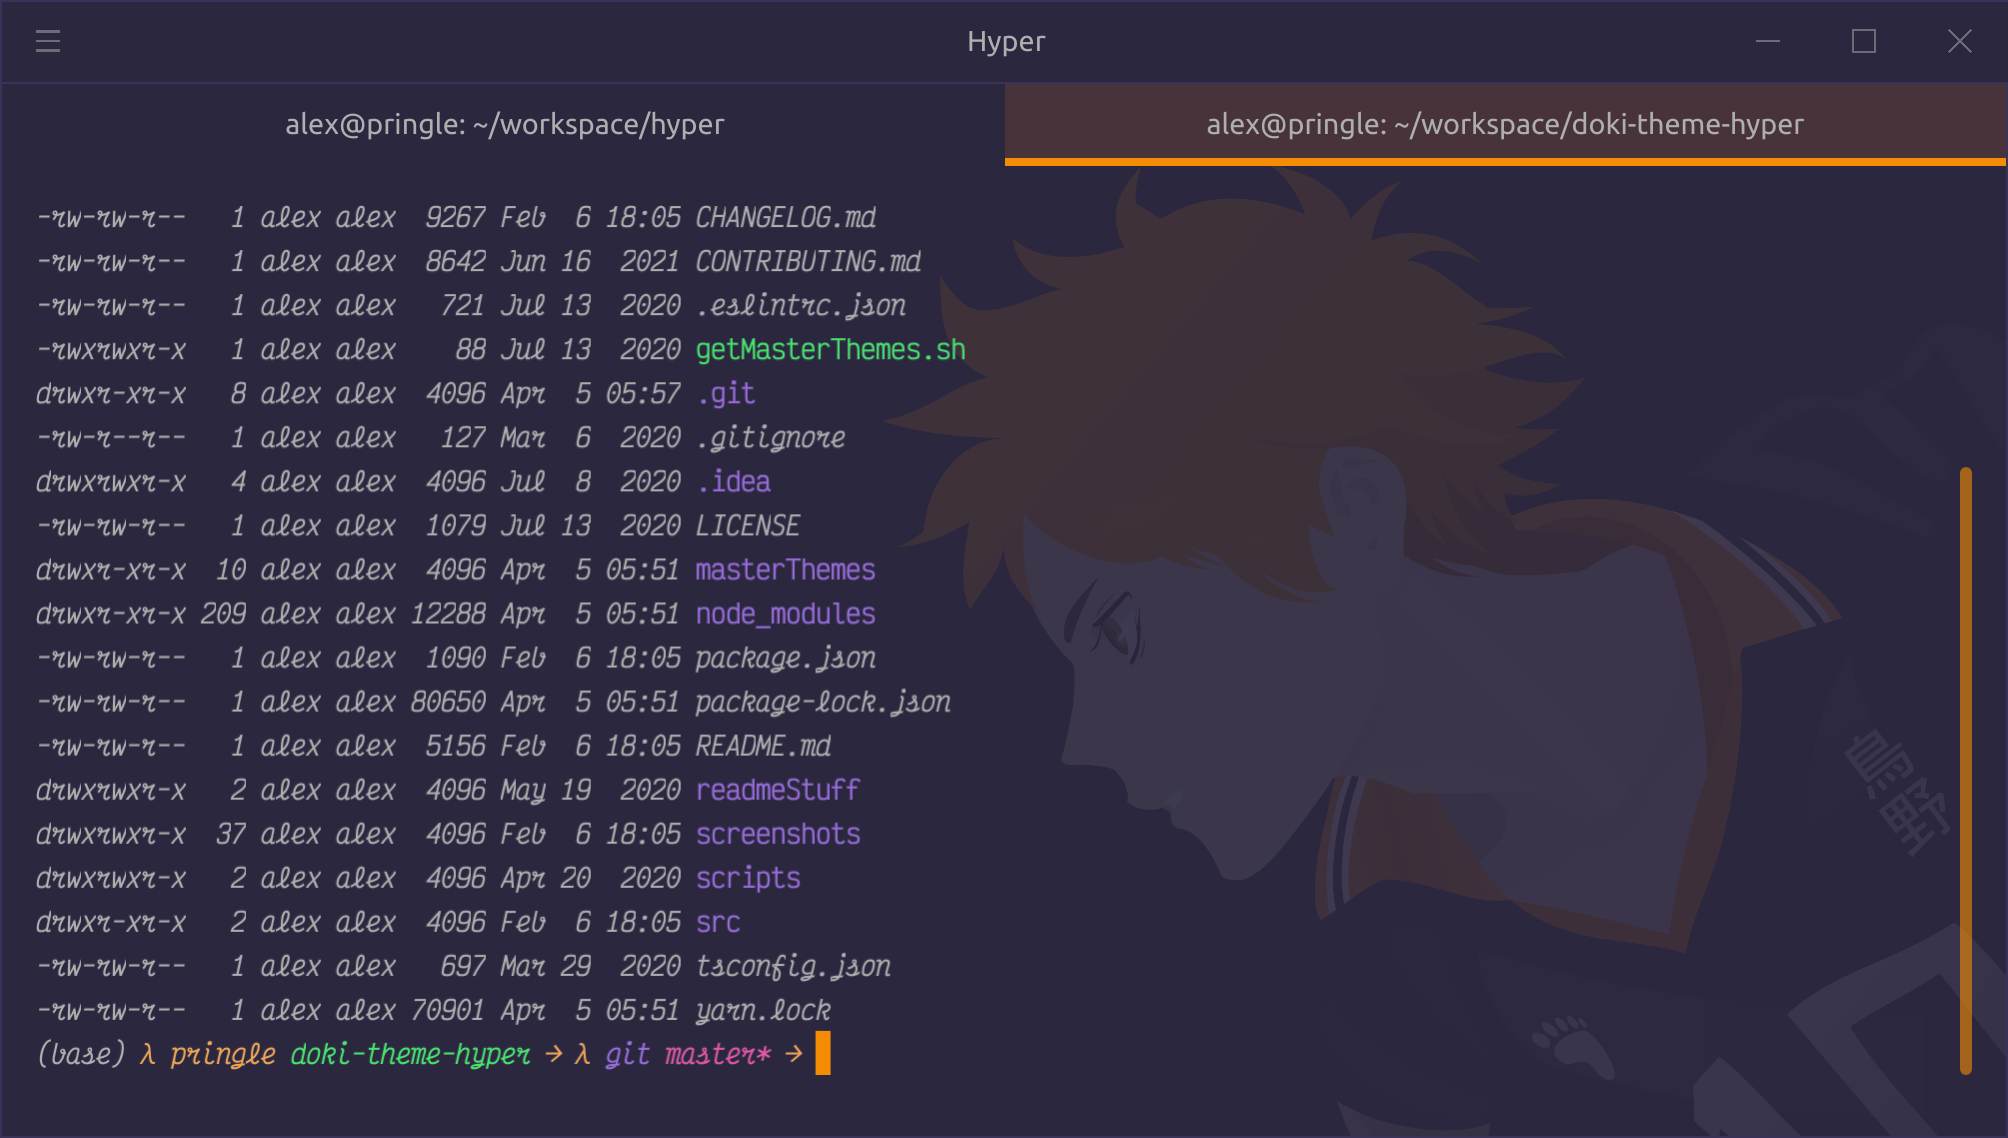 Hyper
alex@pringle: ~/workspace/hyper
alex@pringle: ~/workspace/doki-theme-hyper
-rw-rw-r--   1 alex alex  9267 Feb  6 18:05 CHANGELOG.md
-rw-rw-r--   1 alex alex  8642 Jun 16  2021 CONTRIBUTING.md
-rw-rw-r--   1 alex alex   721 Jul 13  2020 .eslintrc.json
-rwxrwxr-x   1 alex alex    88 Jul 13  2020 getMasterThemes.sh
drwxr-xr-x   8 alex alex  4096 Apr  5 05:57 .git
-rw-r--r--   1 alex alex   127 Mar  6  2020 .gitignore
drwxrwxr-x   4 alex alex  4096 Jul  8  2020 .idea
-rw-rw-r--   1 alex alex  1079 Jul 13  2020 LICENSE
drwxr-xr-x  10 alex alex  4096 Apr  5 05:51 masterThemes
drwxr-xr-x 209 alex alex 12288 Apr  5 05:51 node_modules
-rw-rw-r--   1 alex alex  1090 Feb  6 18:05 package.json
-rw-rw-r--   1 alex alex 80650 Apr  5 05:51 package-lock.json
-rw-rw-r--   1 alex alex  5156 Feb  6 18:05 README.md
drwxrwxr-x   2 alex alex  4096 May 19  2020 readmeStuff
drwxrwxr-x  37 alex alex  4096 Feb  6 18:05 screenshots
drwxrwxr-x   2 alex alex  4096 Apr 20  2020 scripts
drwxr-xr-x   2 alex alex  4096 Feb  6 18:05 src
-rw-rw-r--   1 alex alex   697 Mar 29  2020 tsconfig.json
-rw-rw-r--   1 alex alex 70901 Apr  5 05:51 yarn.lock
(base) λ pringle doki-theme-hyper → λ git master* →
烏野